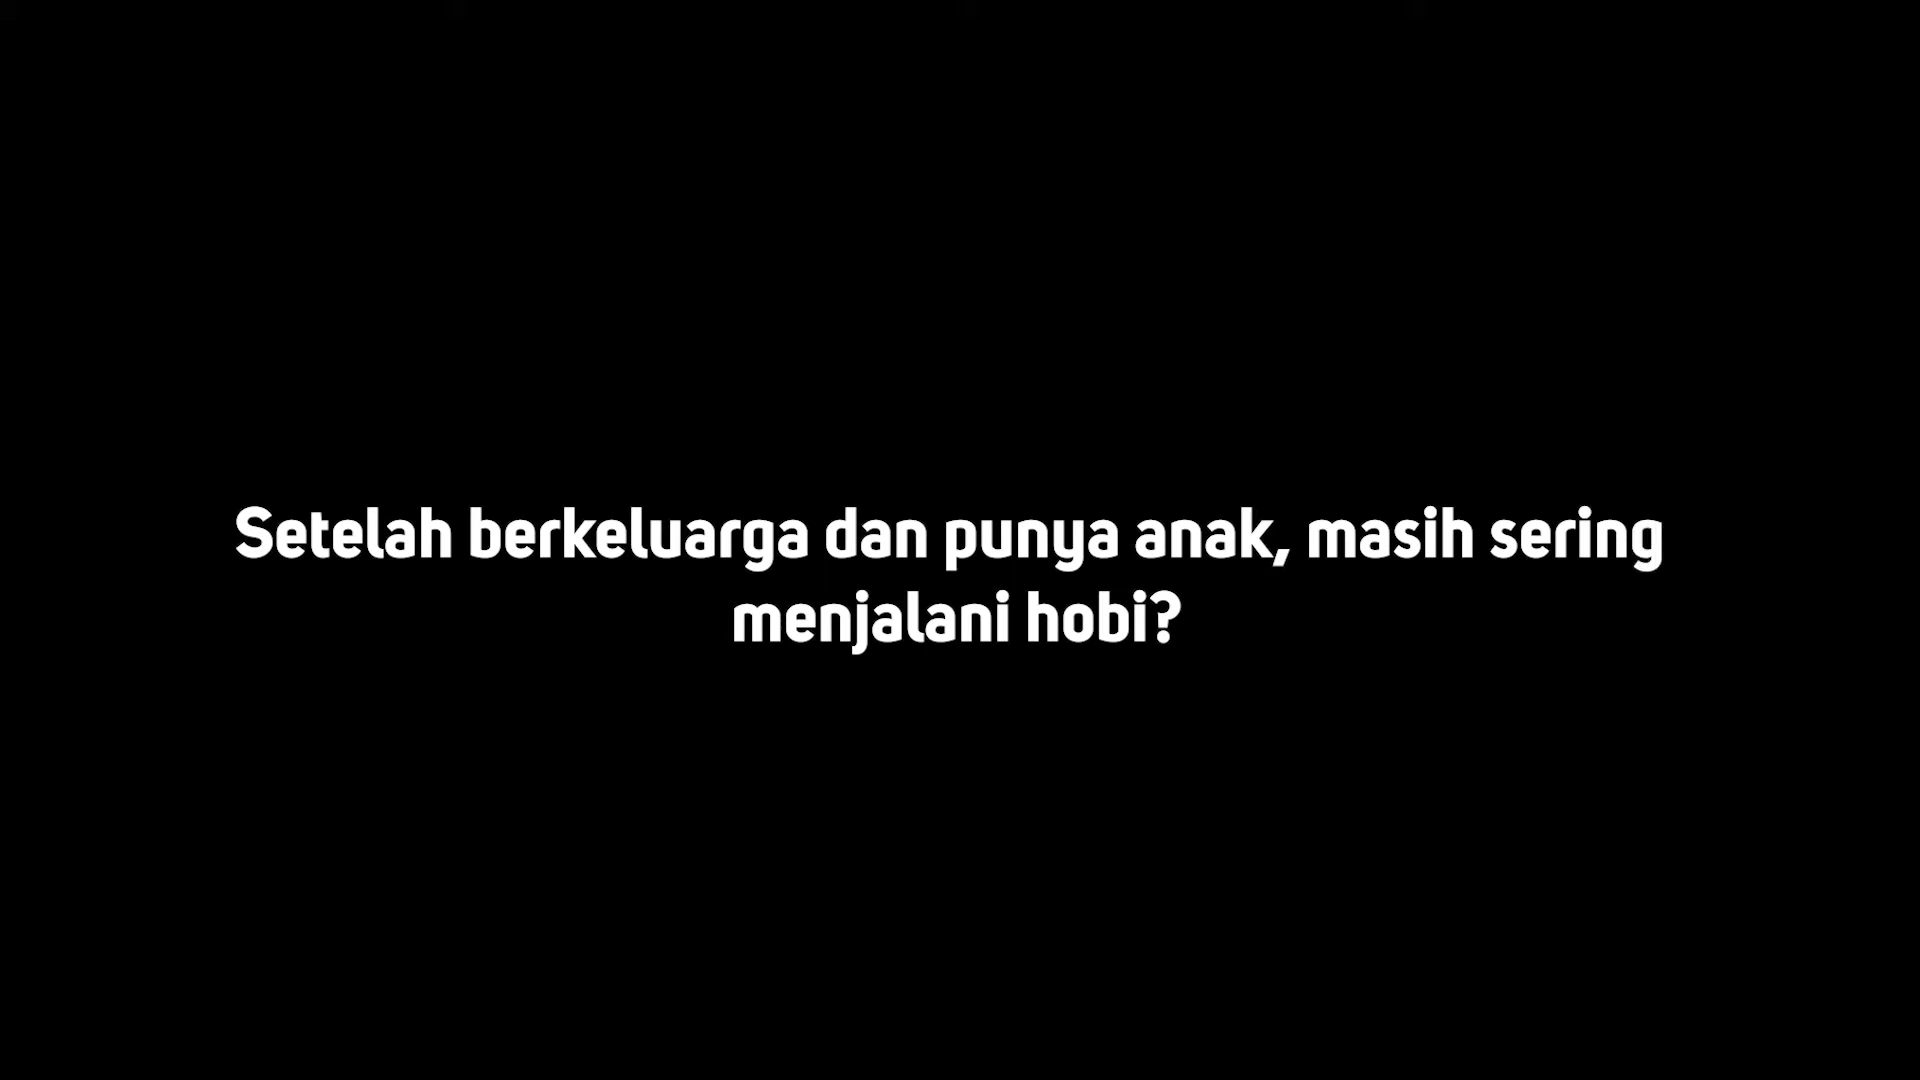 Setelah berkeluarga dan punya anak, masih sering
menjalani hobi?